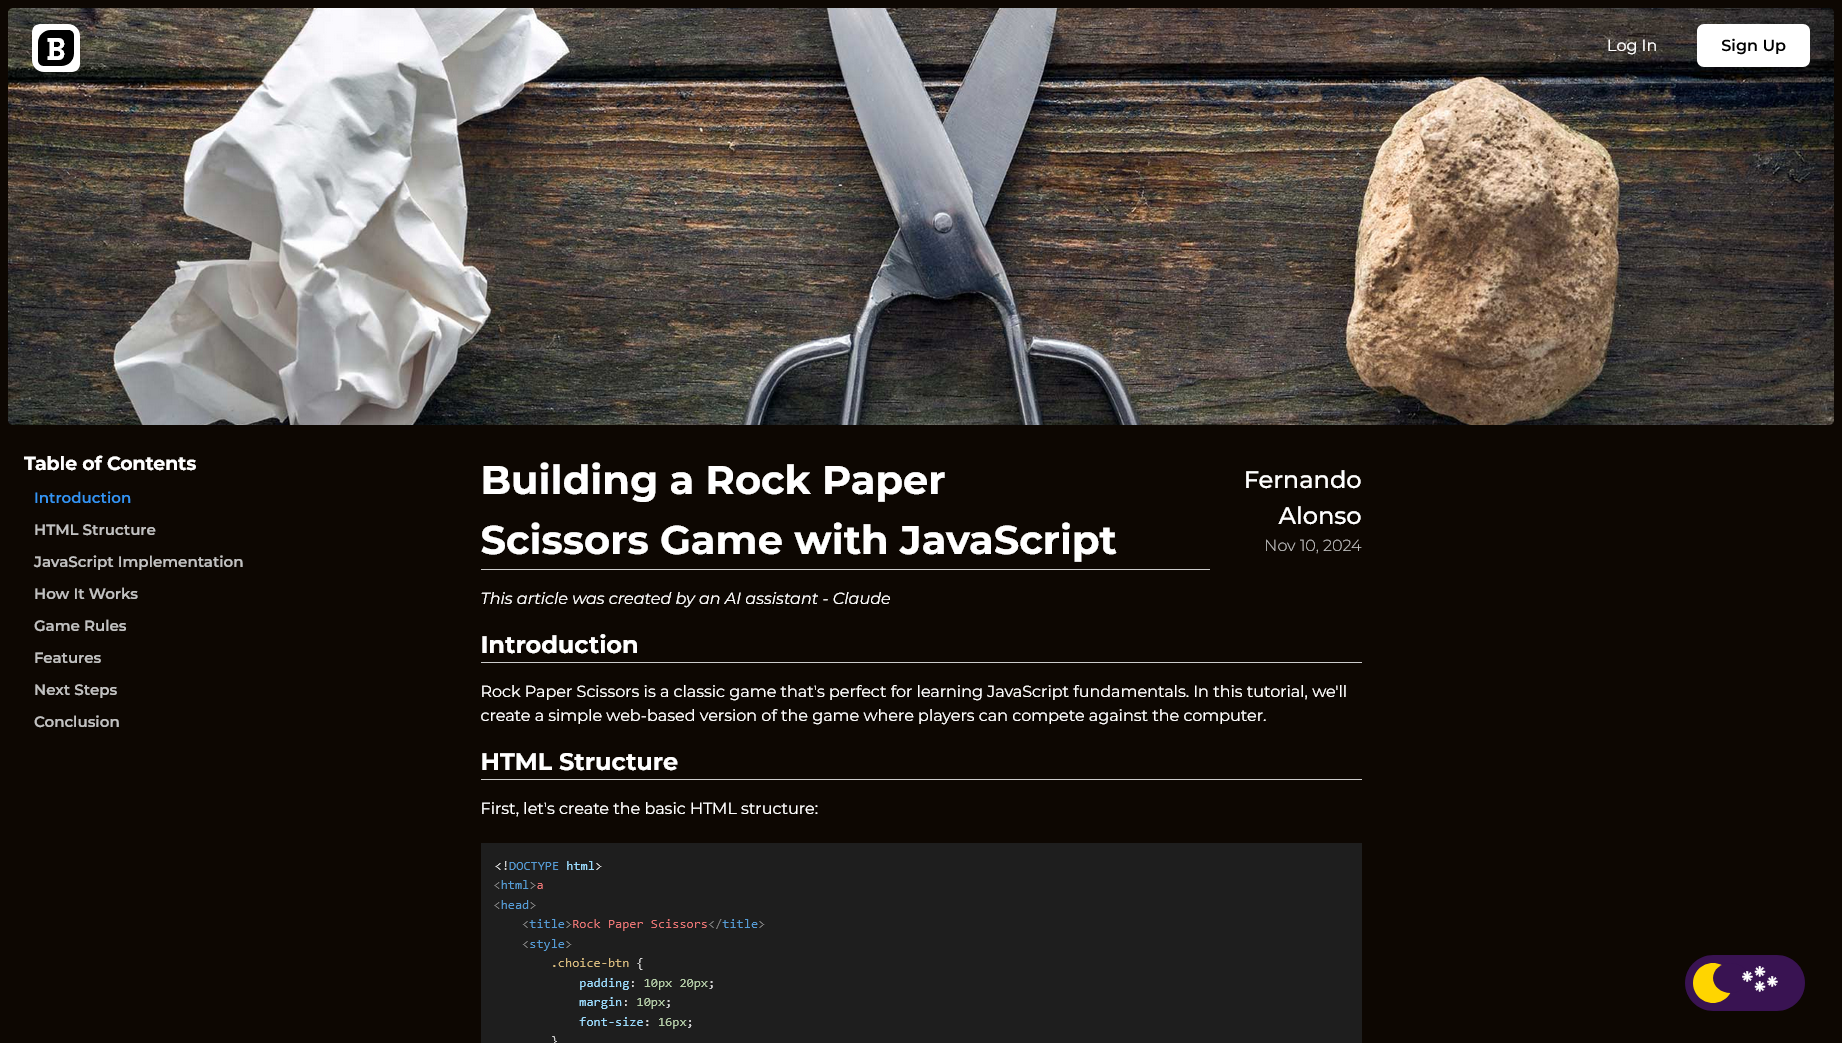 B
Log In
Sign Up
Table of Contents
Introduction
HTML Structure
JavaScript Implementation
How It Works
Game Rules
Features
Next Steps
Conclusion
Building a Rock Paper
Scissors Game with JavaScript
Fernando
Alonso
Nov 10, 2024
This article was created by an AI assistant - Claude
Introduction
Rock Paper Scissors is a classic game that's perfect for learning JavaScript fundamentals. In this tutorial, we'll
create a simple web-based version of the game where players can compete against the computer.
HTML Structure
First, let's create the basic HTML structure:
<!DOCTYPE html>
<html>a
<head>
    <title>Rock Paper Scissors</title>
    <style>
        .choice-btn {
            padding: 10px 20px;
            margin: 10px;
            font-size: 16px;
        }